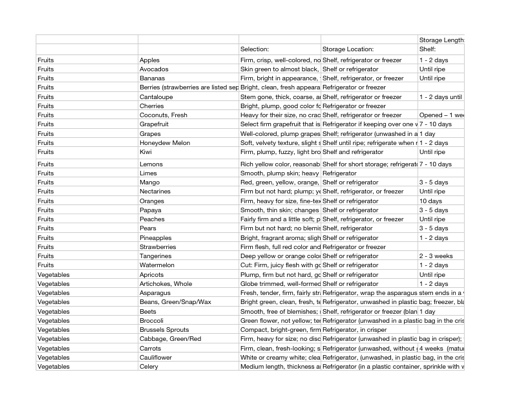 Storage Length
Selection: Storage Location: Shelf:
Fruits Apples Firm, crisp, well-colored, no Shelf, refrigerator or freezer 1 - 2 days
Fruits Avocados Skin green to almost black, Shelf or refrigerator Until ripe
Fruits Bananas Firm, bright in appearance, Shelf, refrigerator, or freezer Until ripe
Berries (strawberries are listed sep Bright, clean, fresh appeara Refrigerator or freezer
Fruits Cantaloupe Stem gone, thick, coarse, a Shelf, refrigerator or freezer 1 - 2 days until
Fruits Cherries Bright, plump, good color fo Refrigerator or freezer
Fruits Coconuts, Fresh Heavy for their size, no crac Shelf, refrigerator or freezer Opened – 1 wee
Fruits Grapefruit Select firm grapefruit that is Refrigerator if keeping over one w 7 - 10 days
Fruits Grapes Well-colored, plump grapes Shelf; refrigerator (unwashed in a 1 day
Fruits Honeydew Melon Soft, velvety texture, slight s Shelf until ripe; refrigerate when r 1 - 2 days
Fruits Kiwi Firm, plump, fuzzy, light bro Shelf and refrigerator Until ripe
Fruits Lemons Rich yellow color, reasonab Shelf for short storage; refrigerat 7 - 10 days
Fruits Limes Smooth, plump skin; heavy Refrigerator
Fruits Mango Red, green, yellow, orange, Shelf or refrigerator 3 - 5 days
Fruits Nectarines Firm but not hard; plump; ye Shelf, refrigerator, or freezer Until ripe
Fruits Oranges Firm, heavy for size, fine-tex Shelf or refrigerator 10 days
Fruits Papaya Smooth, thin skin; changes Shelf or refrigerator 3 - 5 days
Fruits Peaches Fairly firm and a little soft; p Shelf, refrigerator or freezer Until ripe
Fruits Pears Firm but not hard; no blemis Shelf, refrigerator 3 - 5 days
Fruits Pineapples Bright, fragrant aroma; sligh Shelf or refrigerator 1 - 2 days
Fruits Strawberries Firm flesh, full red color and Refrigerator or freezer
Fruits Tangerines Deep yellow or orange color Shelf or refrigerator 2 - 3 weeks
Fruits Watermelon Cut: Firm, juicy flesh with go Shelf or refrigerator 1 - 2 days
Vegetables Apricots Plump, firm but not hard, go Shelf or refrigerator Until ripe
Vegetables Artichokes, Whole Globe trimmed, well-formed Shelf or refrigerator 1 - 2 days
Vegetables Asparagus Fresh, tender, firm, fairly stra Refrigerator, wrap the asparagus stem ends in a
Vegetables Beans, Green/Snap/Wax Bright green, clean, fresh, te Refrigerator, unwashed in plastic bag; freezer, bla
Vegetables Beets Smooth, free of blemishes; Shelf, refrigerator or freezer (blan 1 day
Vegetables Broccoli Green flower, not yellow; ten Refrigerator (unwashed in a plastic bag in the cris
Vegetables Brussels Sprouts Compact, bright-green, firm Refrigerator, in crisper
Vegetables Cabbage, Green/Red Firm, heavy for size; no disc Refrigerator (unwashed in plastic bag in crisper);
Vegetables Carrots Firm, clean, fresh-looking; s Refrigerator (unwashed, without 4 weeks (matu
Vegetables Cauliflower White or creamy white; clea Refrigerator, (unwashed, in plastic bag, in the cris
Vegetables Celery Medium length, thickness a Refrigerator (in a plastic container, sprinkle with w